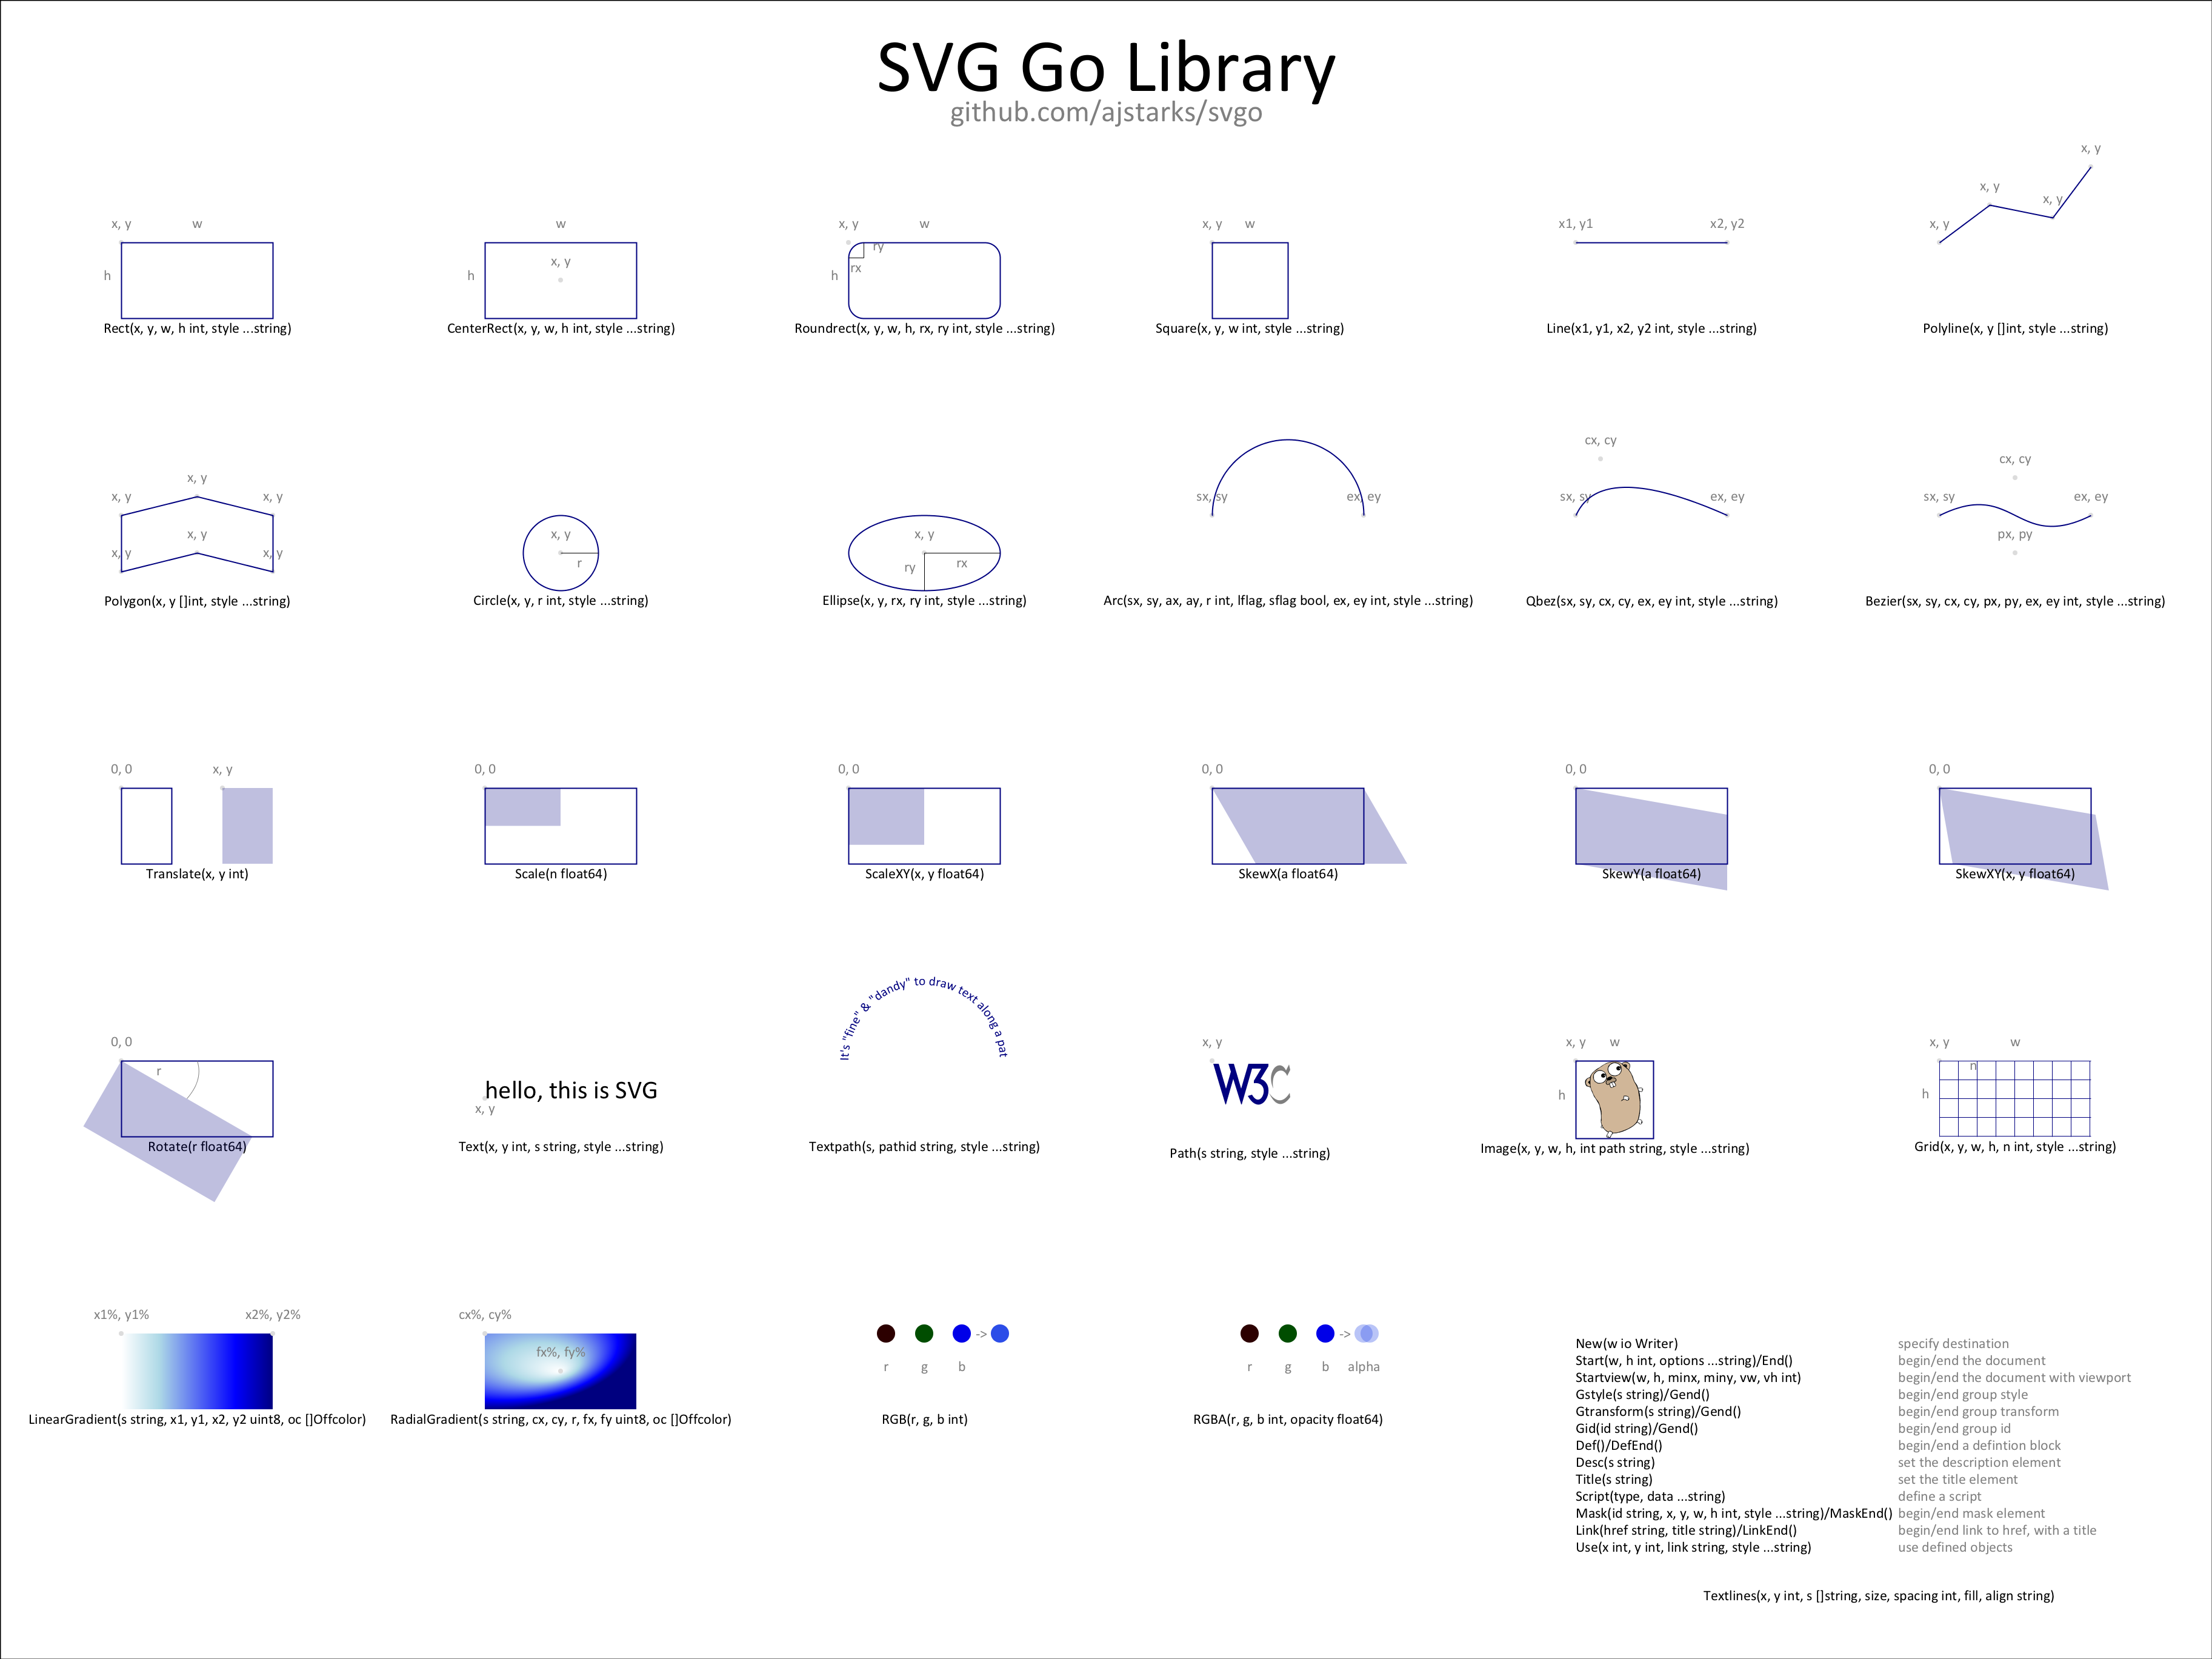 SVG Go Library
github.com/ajstarks/svgo
x, y
w
h
Rect(x, y, w, h int, style ...string)
w
h
x, y
CenterRect(x, y, w, h int, style ...string)
x, y
w
ry
rx
h
Roundrect(x, y, w, h, rx, ry int, style ...string)
x, y
w
Square(x, y, w int, style ...string)
x1, y1
x2, y2
Line(x1, y1, x2, y2 int, style ...string)
x, y
x, y
x, y
x, y
Polyline(x, y []int, style ...string)
x, y
x, y
x, y
x, y
x, y
x, y
Polygon(x, y []int, style ...string)
x, y
r
Circle(x, y, r int, style ...string)
x, y
ry
rx
Ellipse(x, y, rx, ry int, style ...string)
sx, sy
ex, ey
Arc(sx, sy, ax, ay, r int, lflag, sflag bool, ex, ey int, style ...string)
cx, cy
sx, sy
ex, ey
Qbez(sx, sy, cx, cy, ex, ey int, style ...string)
cx, cy
sx, sy
ex, ey
px, py
Bezier(sx, sy, cx, cy, px, py, ex, ey int, style ...string)
0, 0
x, y
Translate(x, y int)
0, 0
Scale(n float64)
0, 0
ScaleXY(x, y float64)
0, 0
SkewX(a float64)
0, 0
SkewY(a float64)
0, 0
SkewXY(x, y float64)
0, 0
r
Rotate(r float64)
hello, this is SVG
x, y
Text(x, y int, s string, style ...string)
It's "fine" & "dandy" to draw text along a pat
Textpath(s, pathid string, style ...string)
x, y
W3C
Path(s string, style ...string)
x, y
w
h
Image(x, y, w, h, int path string, style ...string)
x, y
w
n
h
Grid(x, y, w, h, n int, style ...string)
x1%, y1%
x2%, y2%
LinearGradient(s string, x1, y1, x2, y2 uint8, oc []Offcolor)
cx%, cy%
fx%, fy%
RadialGradient(s string, cx, cy, r, fx, fy uint8, oc []Offcolor)
->
r g b
RGB(r, g, b int)
->
r g b alpha
RGBA(r, g, b int, opacity float64)
New(w io Writer) specify destination
Start(w, h int, options ...string)/End() begin/end the document
Startview(w, h, minx, miny, vw, vh int) begin/end the document with viewport
Gstyle(s string)/Gend() begin/end group style
Gtransform(s string)/Gend() begin/end group transform
Gid(id string)/Gend() begin/end group id
Def()/DefEnd() begin/end a defintion block
Desc(s string) set the description element
Title(s string) set the title element
Script(type, data ...string) define a script
Mask(id string, x, y, w, h int, style ...string)/MaskEnd() begin/end mask element
Link(href string, title string)/LinkEnd() begin/end link to href, with a title
Use(x int, y int, link string, style ...string) use defined objects
Textlines(x, y int, s []string, size, spacing int, fill, align string)